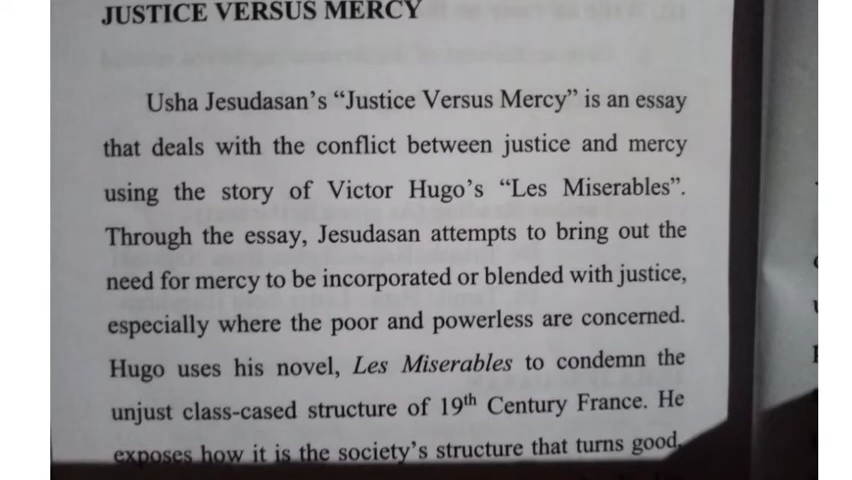 JUSTICE VERSUS MERCY
Usha Jesudasan’s “Justice Versus Mercy” is an essay
that deals with the conflict between justice and mercy
using the story of Victor Hugo’s “Les Miserables”.
Through the essay, Jesudasan attempts to bring out the
need for mercy to be incorporated or blended with justice,
especially where the poor and powerless are concerned.
Hugo uses his novel, Les Miserables to condemn the
unjust class-cased structure of 19th Century France. He
exposes how it is the society’s structure that turns good,